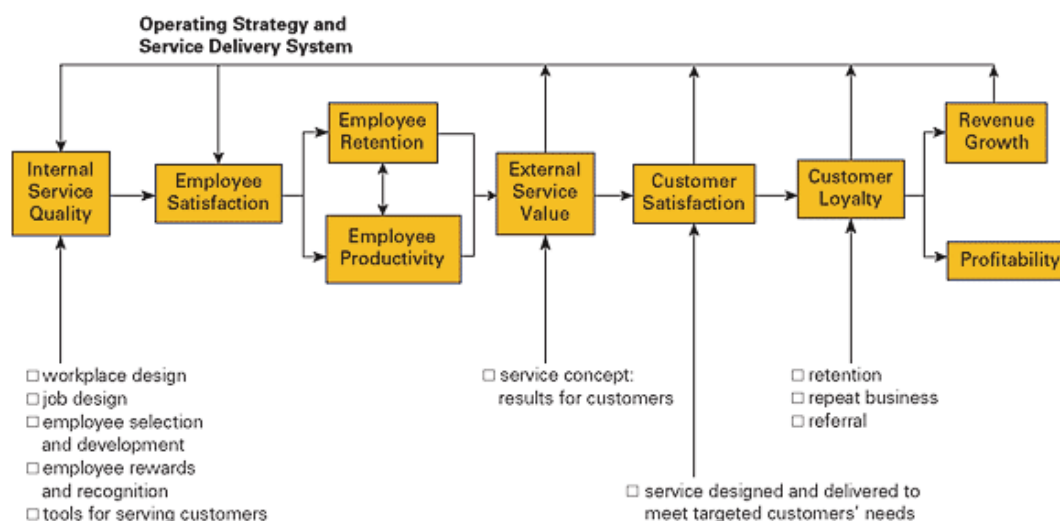 Operating Strategy and
Service Delivery System
Internal
Service
Quality
Employee
Satisfaction
Employee
Retention
Employee
Productivity
External
Service
Value
Customer
Satisfaction
Customer
Loyalty
Revenue
Growth
Profitability
□ workplace design
□ job design
□ employee selection
and development
□ employee rewards
and recognition
□ tools for serving customers
□ service concept:
results for customers
□ service designed and delivered to
meet targeted customers' needs
□ retention
□ repeat business
□ referral